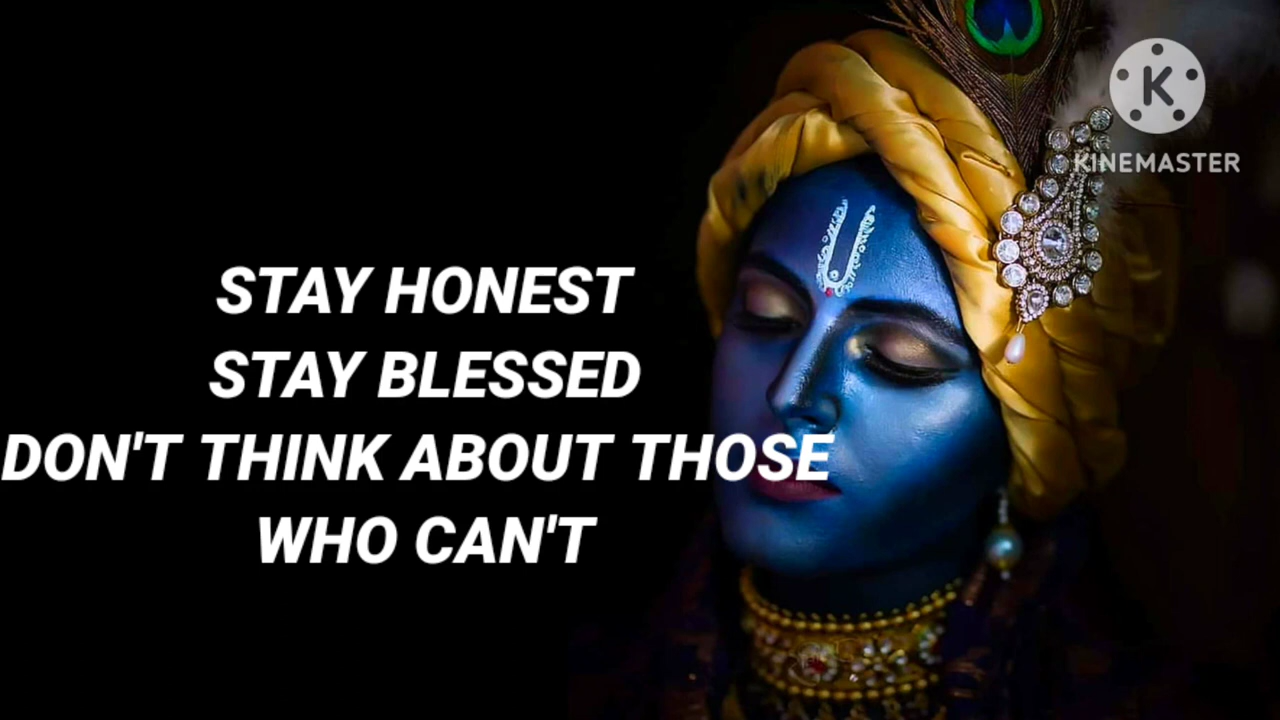 K
KINEMASTER
STAY HONEST
STAY BLESSED
DON'T THINK ABOUT THOSE
WHO CAN'T